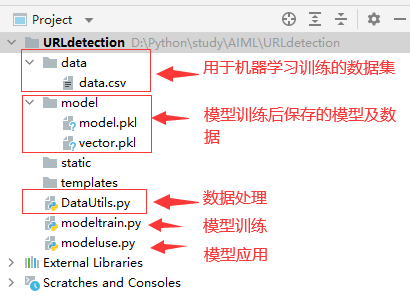 Project
URLdetection D:\Python\study\AIML\URLdetection
data
用于机器学习训练的数据集
data.csv
model
模型训练后保存的模型及数据
model.pkl
vector.pkl
static
templates
DataUtils.py
数据处理
modeltrain.py
模型训练
modeluse.py
模型应用
External Libraries
Scratches and Consoles